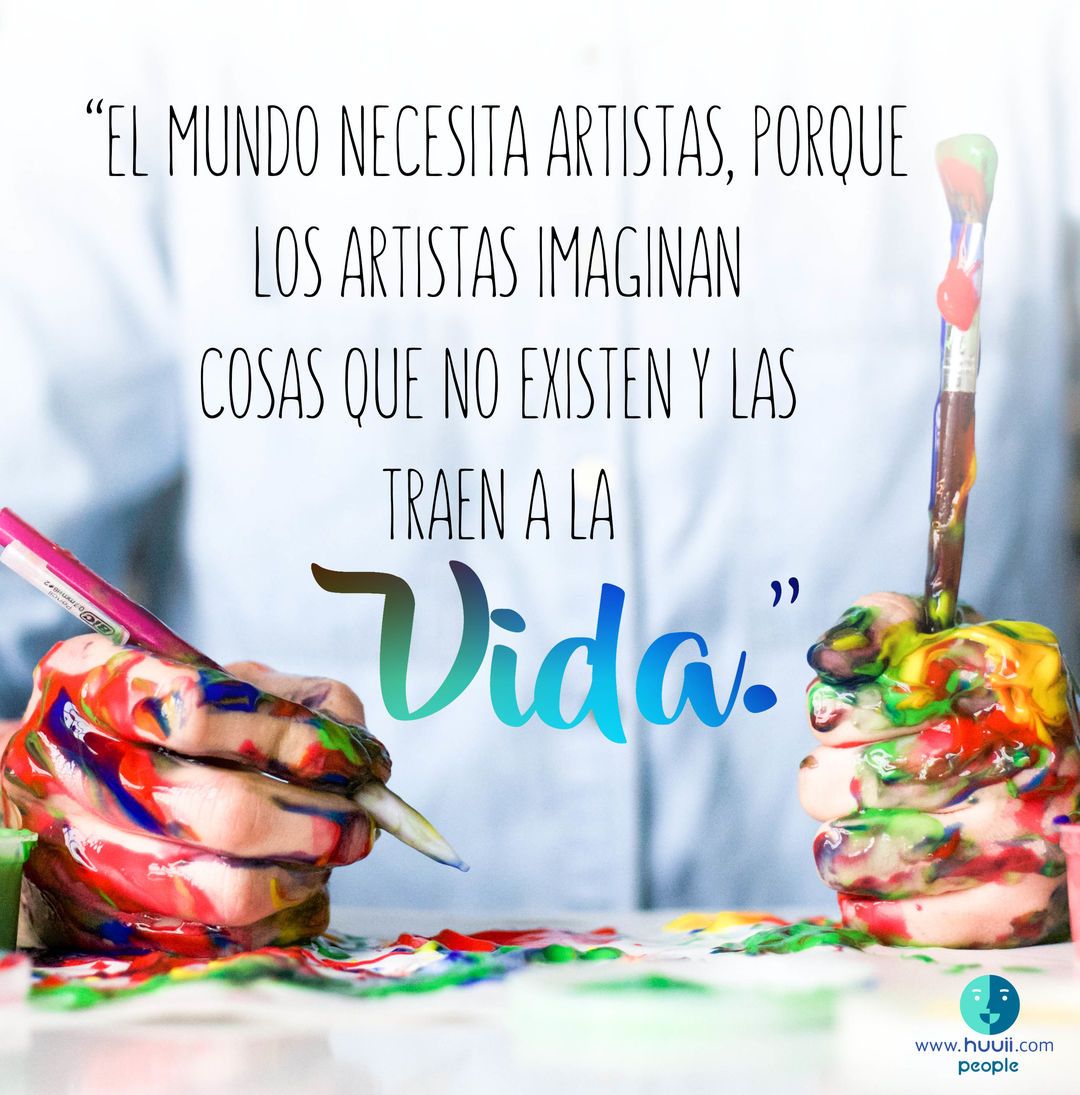 “EL MUNDO NECESITA ARTISTAS, PORQUE
LOS ARTISTAS IMAGINAN
COSAS QUE NO EXISTEN Y LAS
TRAEN A LA
Vida.”
BIC
www.huuii.com
people